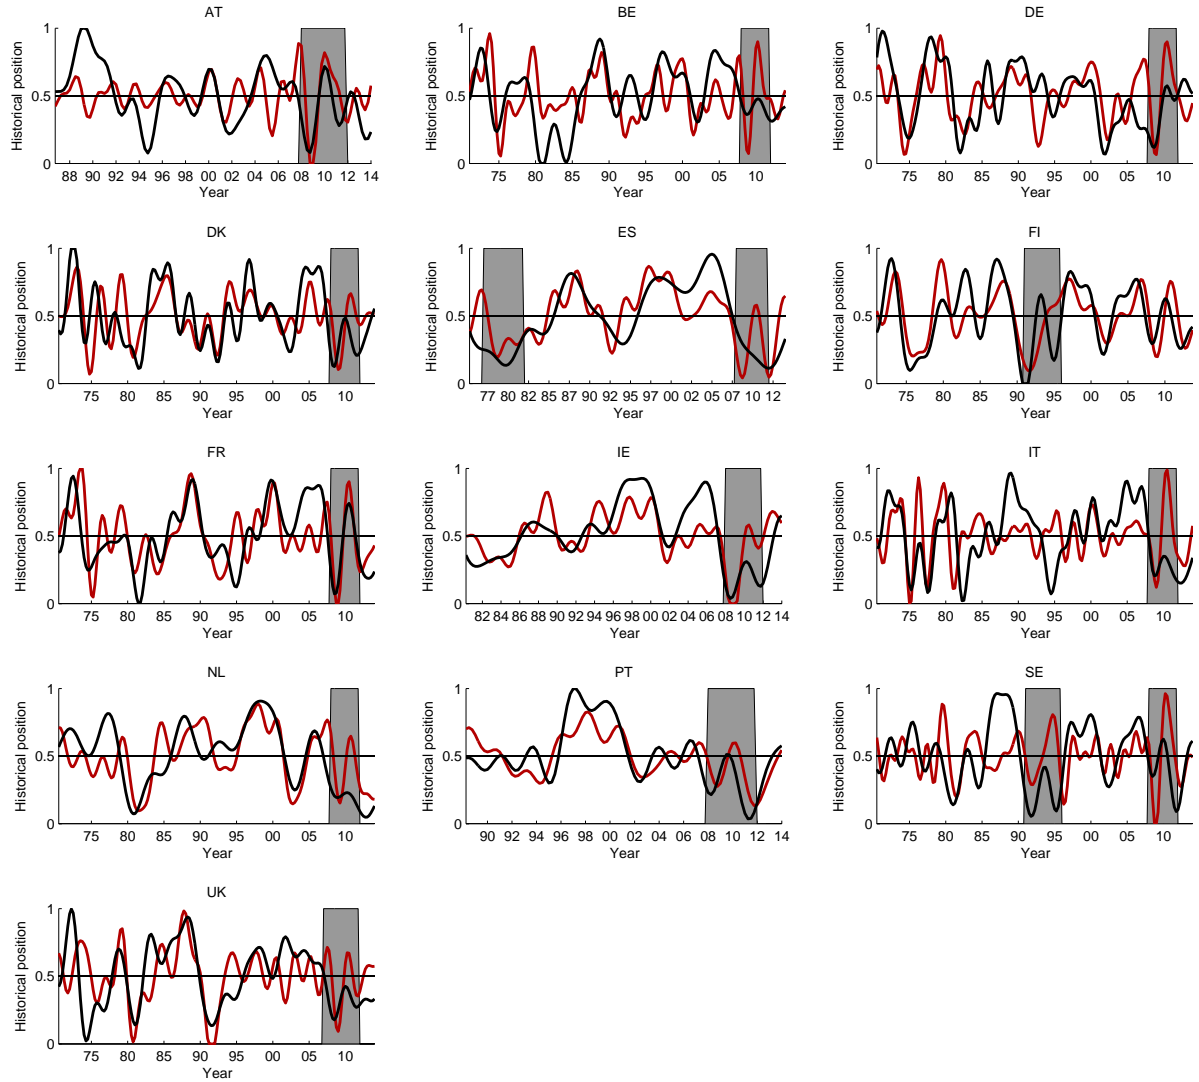 AT
Historical position
1
0.5
0
88 90 92 94 96 98 00 02 04 06 08 10 12 14
Year
BE
Historical position
1
0.5
0
75 80 85 90 95 00 05 10
Year
DE
Historical position
1
0.5
0
75 80 85 90 95 00 05 10
Year
DK
Historical position
1
0.5
0
75 80 85 90 95 00 05 10
Year
ES
Historical position
1
0.5
0
77 80 82 85 87 90 92 95 97 00 02 05 07 10 12
Year
FI
Historical position
1
0.5
0
75 80 85 90 95 00 05 10
Year
FR
Historical position
1
0.5
0
75 80 85 90 95 00 05 10
Year
IE
Historical position
1
0.5
0
82 84 86 88 90 92 94 96 98 00 02 04 06 08 10 12 14
Year
IT
Historical position
1
0.5
0
75 80 85 90 95 00 05 10
Year
NL
Historical position
1
0.5
0
75 80 85 90 95 00 05 10
Year
PT
Historical position
1
0.5
0
90 92 94 96 98 00 02 04 06 08 10 12 14
Year
SE
Historical position
1
0.5
0
75 80 85 90 95 00 05 10
Year
UK
Historical position
1
0.5
0
75 80 85 90 95 00 05 10
Year